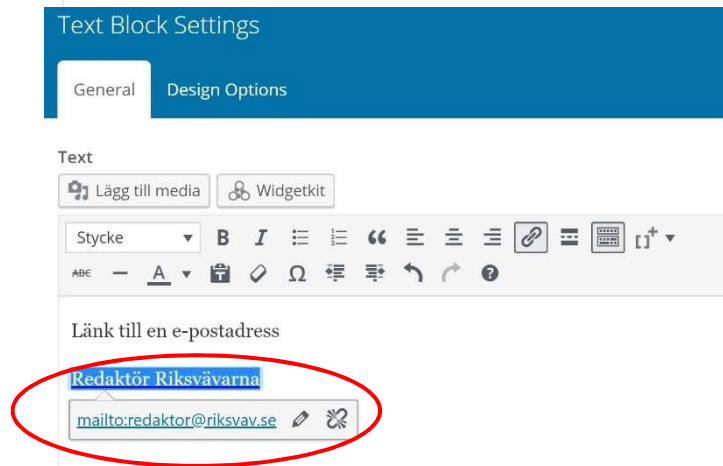 Text Block Settings
General Design Options
Text
Lägg till media Widgetkit
Stycke B I
ABE A T Ω ?
Länk till en e-postadress
Redaktör Riksvävarna
mailto:redaktor@riksvav.se